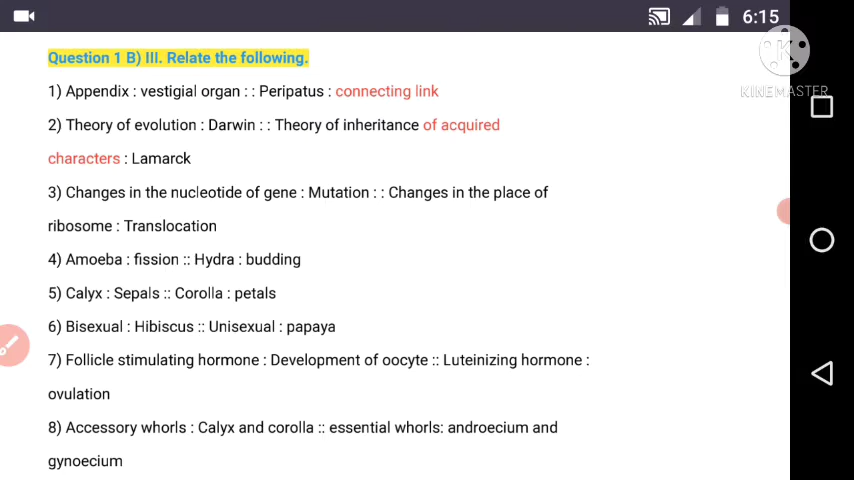 6:15
Question 1 B) III. Relate the following.
K
KINEMASTER
1) Appendix : vestigial organ : : Peripatus : connecting link
2) Theory of evolution : Darwin : : Theory of inheritance of acquired
characters : Lamarck
3) Changes in the nucleotide of gene : Mutation : : Changes in the place of
ribosome : Translocation
4) Amoeba : fission :: Hydra : budding
5) Calyx : Sepals :: Corolla : petals
6) Bisexual : Hibiscus :: Unisexual : papaya
7) Follicle stimulating hormone : Development of oocyte :: Luteinizing hormone :
ovulation
8) Accessory whorls : Calyx and corolla :: essential whorls: androecium and
gynoecium